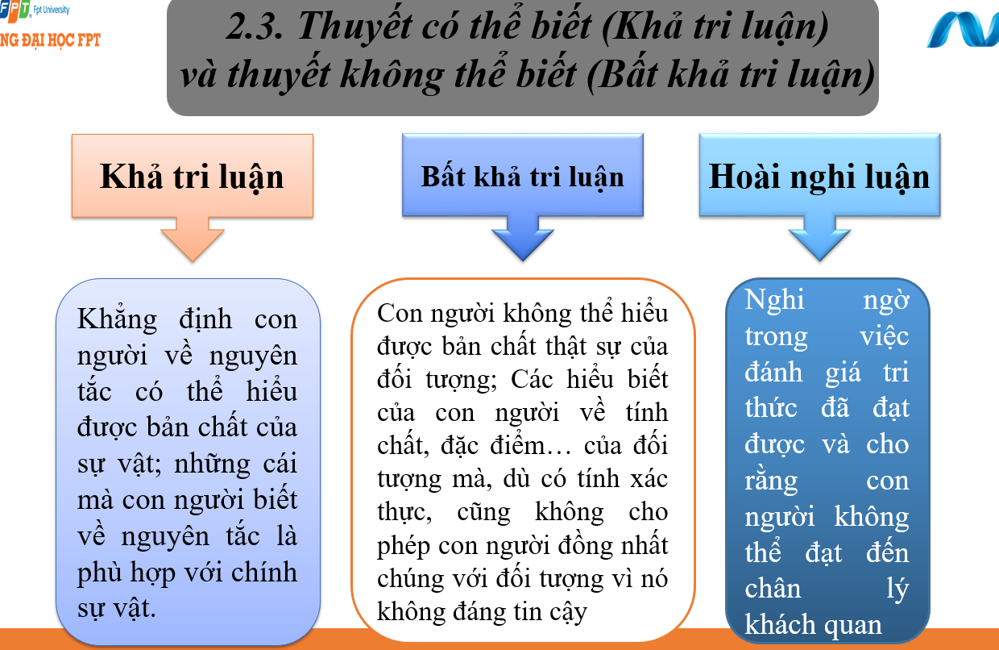 FPT Fpt University
NG ĐẠI HỌC FPT
2.3. Thuyết có thể biết (Khả tri luận)
và thuyết không thể biết (Bất khả tri luận)
Khả tri luận
Bất khả tri luận
Hoài nghi luận
Khẳng định con
người về nguyên
tắc có thể hiểu
được bản chất của
sự vật; những cái
mà con người biết
về nguyên tắc là
phù hợp với chính
sự vật.
Con người không thể hiểu
được bản chất thật sự của
đối tượng; Các hiểu biết
của con người về tính
chất, đặc điểm… của đối
tượng mà, dù có tính xác
thực, cũng không cho
phép con người đồng nhất
chúng với đối tượng vì nó
không đáng tin cậy
Nghi ngờ
trong việc
đánh giá tri
thức đã đạt
được và cho
rằng con
người không
thể đạt đến
chân lý
khách quan